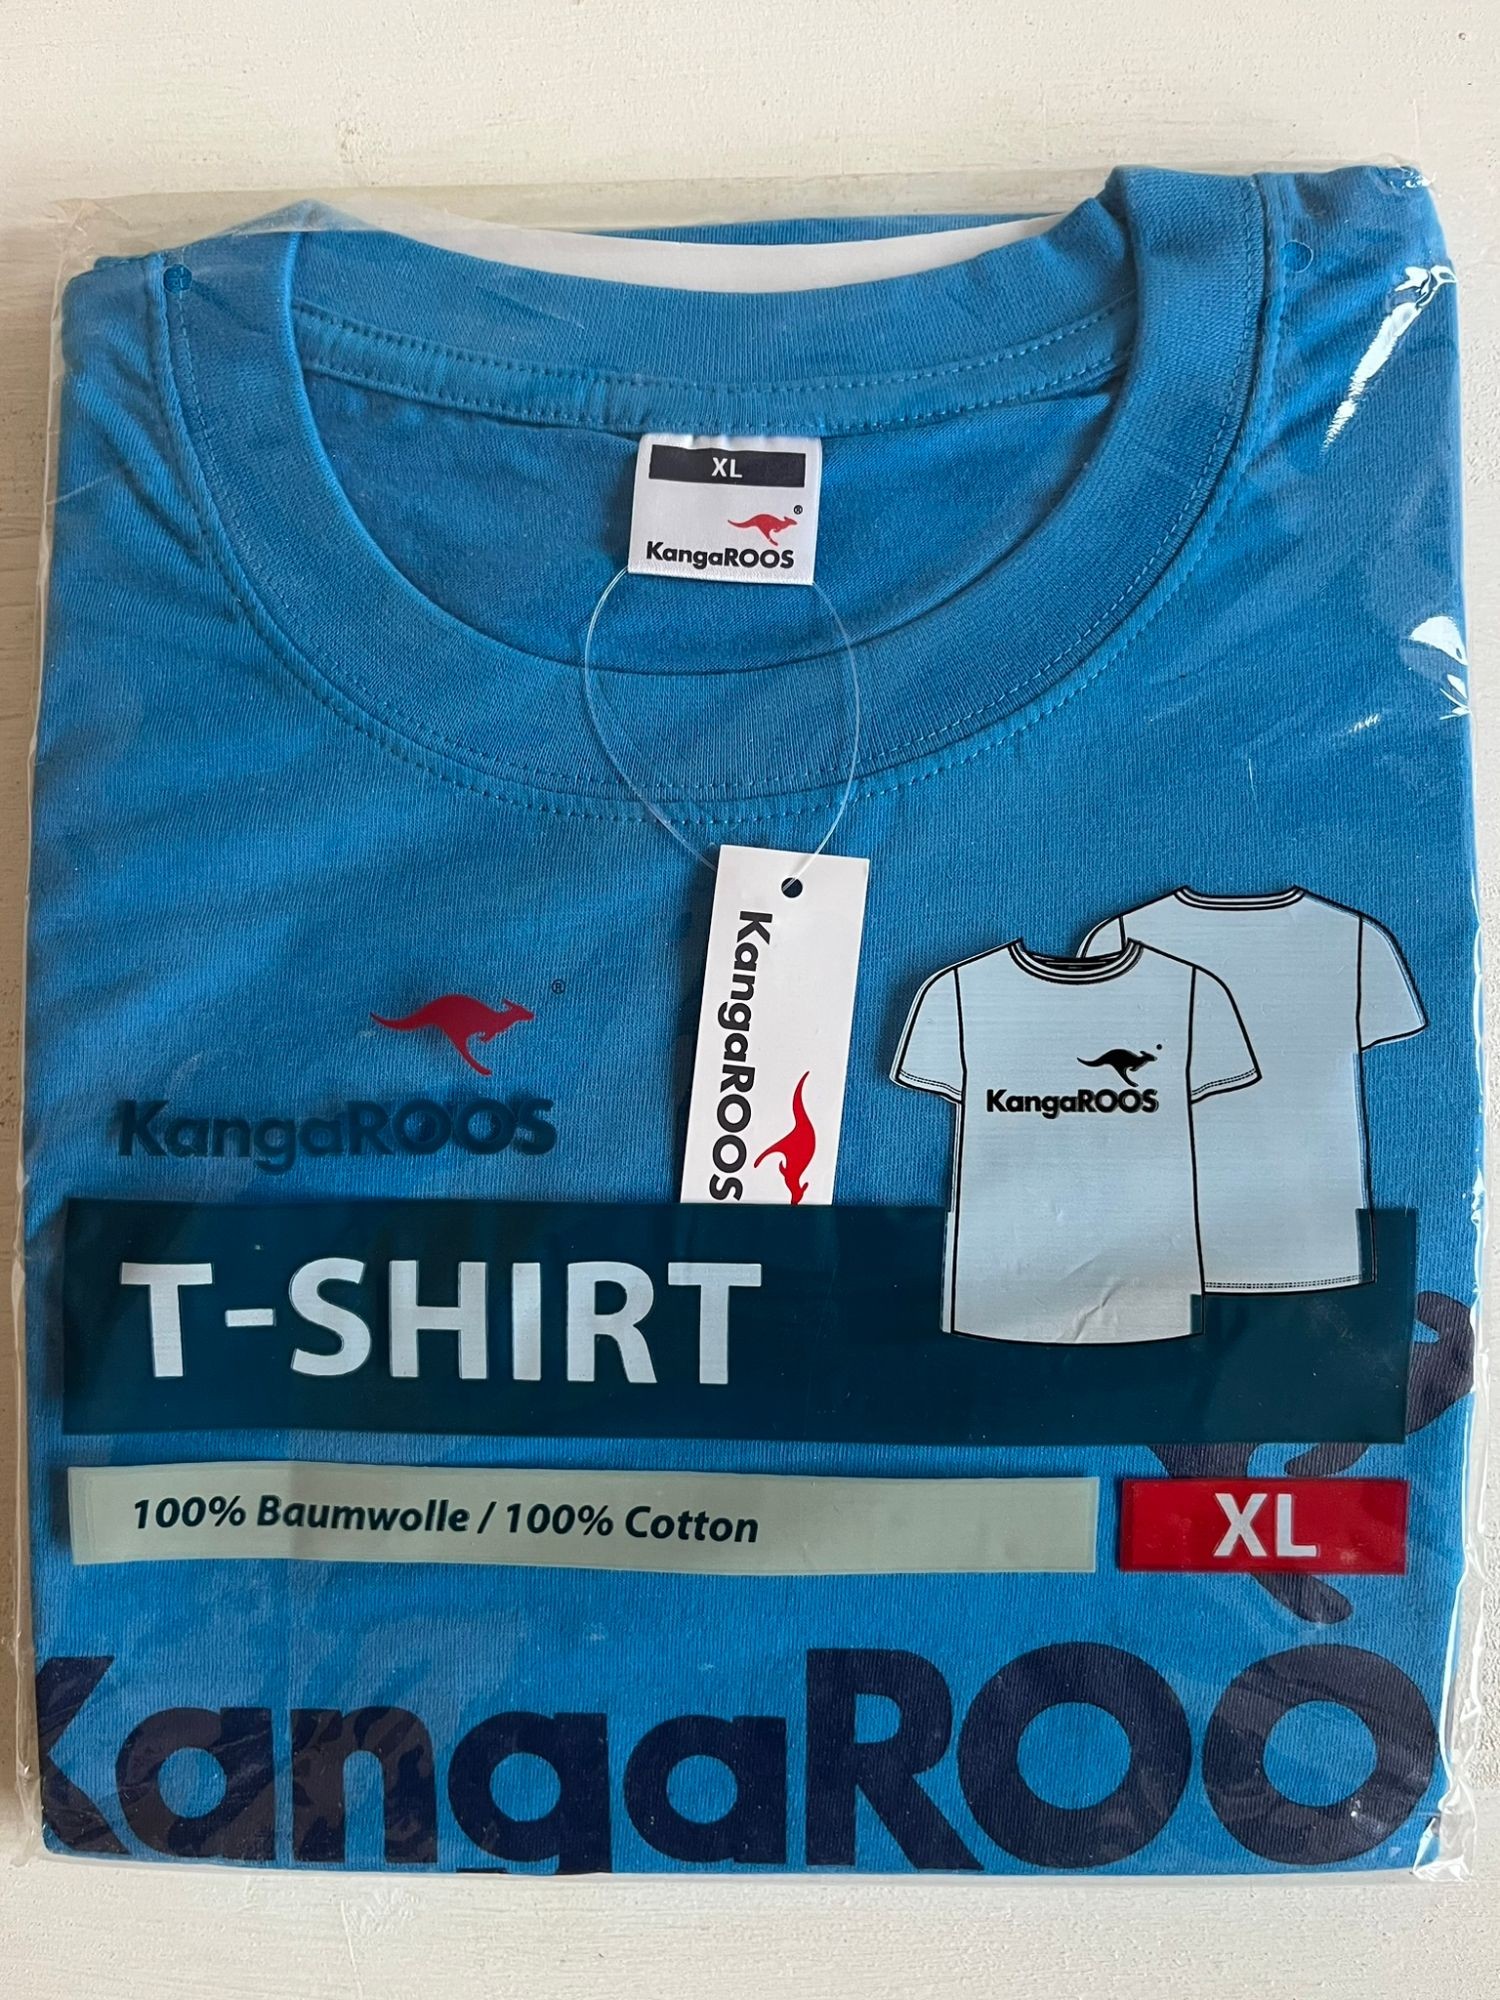 XL
®
KangaROOS
KangaROOS
®
KangaROOS
KangaROOS
T-SHIRT
100% Baumwolle / 100% Cotton
XL
KangaROO